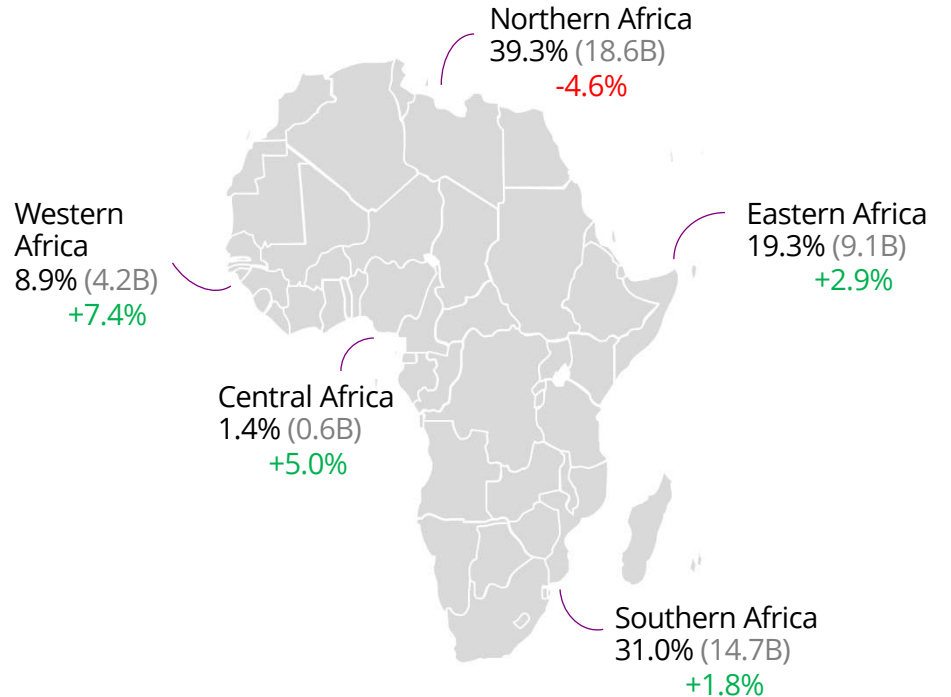 Northern Africa
39.3% (18.6B)
-4.6%
Western
Africa
8.9% (4.2B)
+7.4%
Eastern Africa
19.3% (9.1B)
+2.9%
Central Africa
1.4% (0.6B)
+5.0%
Southern Africa
31.0% (14.7B)
+1.8%